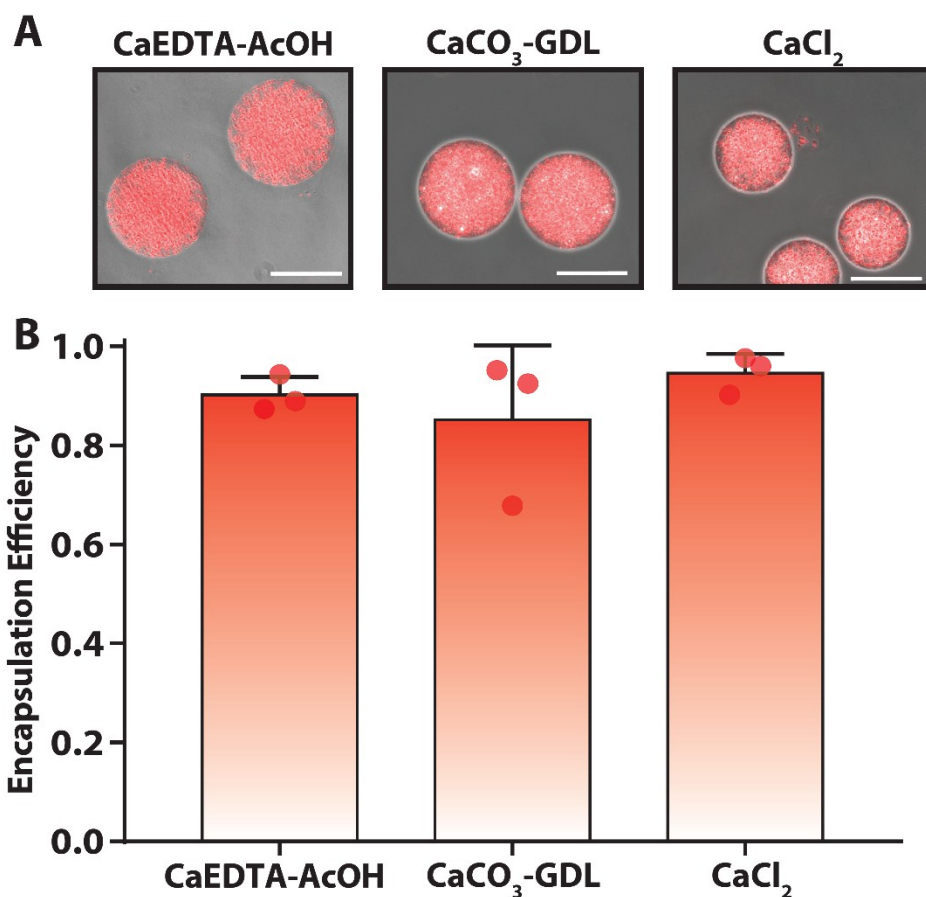 A
CaEDTA-AcOH CaCO₃-GDL CaCl₂
B
Encapsulation Efficiency
1.0
0.8
0.6
0.4
0.2
0.0
CaEDTA-AcOH CaCO₃-GDL CaCl₂